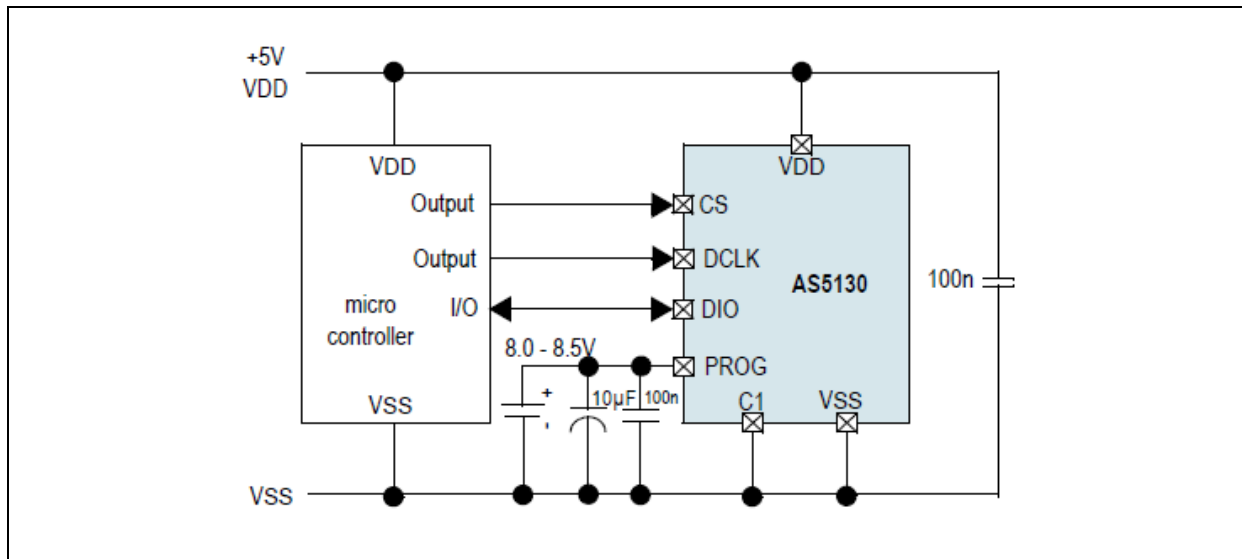 +5V
VDD
VDD
VDD
Output
CS
Output
DCLK
AS5130
100n
micro
controller
I/O
DIO
8.0 - 8.5V
PROG
+
10µF
100n
-
VSS
C1
VSS
VSS